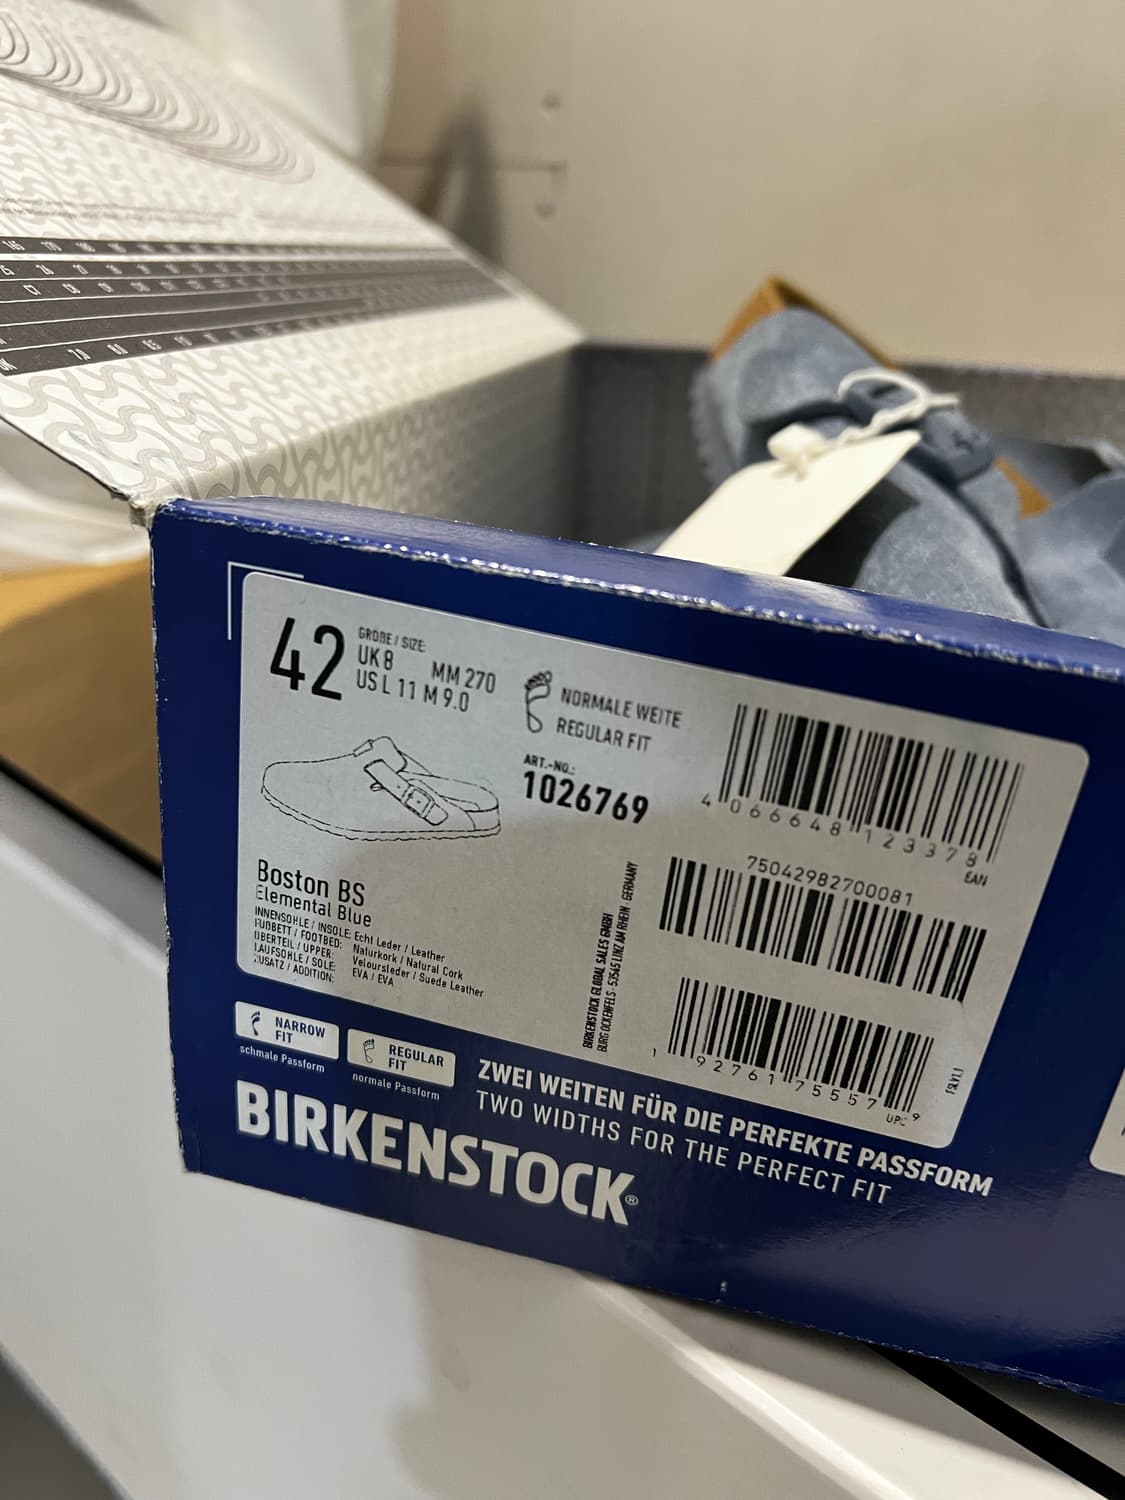 42
GRÖßE / SIZE:
UK 8 MM 270
US L 11 M 9.0
NORMALE WEITE
REGULAR FIT
ART.-NO.:
1026769
4 066648 123378
EAN
75042982700081
1 92761 75557 9
UPC
Boston BS
Elemental Blue
INNENSOHLE / INSOLE: Echt Leder / Leather
FUßBETT / FOOTBED: Naturkork / Natural Cork
OBERTEIL / UPPER: Veloursleder / Suede Leather
LAUFSOHLE / SOLE: EVA / EVA
ZUSATZ / ADDITION:
BIRKENSTOCK GLOBAL SALES GMBH
BURG OCKENFELS · 53545 LINZ AM RHEIN · GERMANY
NARROW
FIT
schmale Passform
REGULAR
FIT
normale Passform
ZWEI WEITEN FÜR DIE PERFEKTE PASSFORM
TWO WIDTHS FOR THE PERFECT FIT
BIRKENSTOCK®